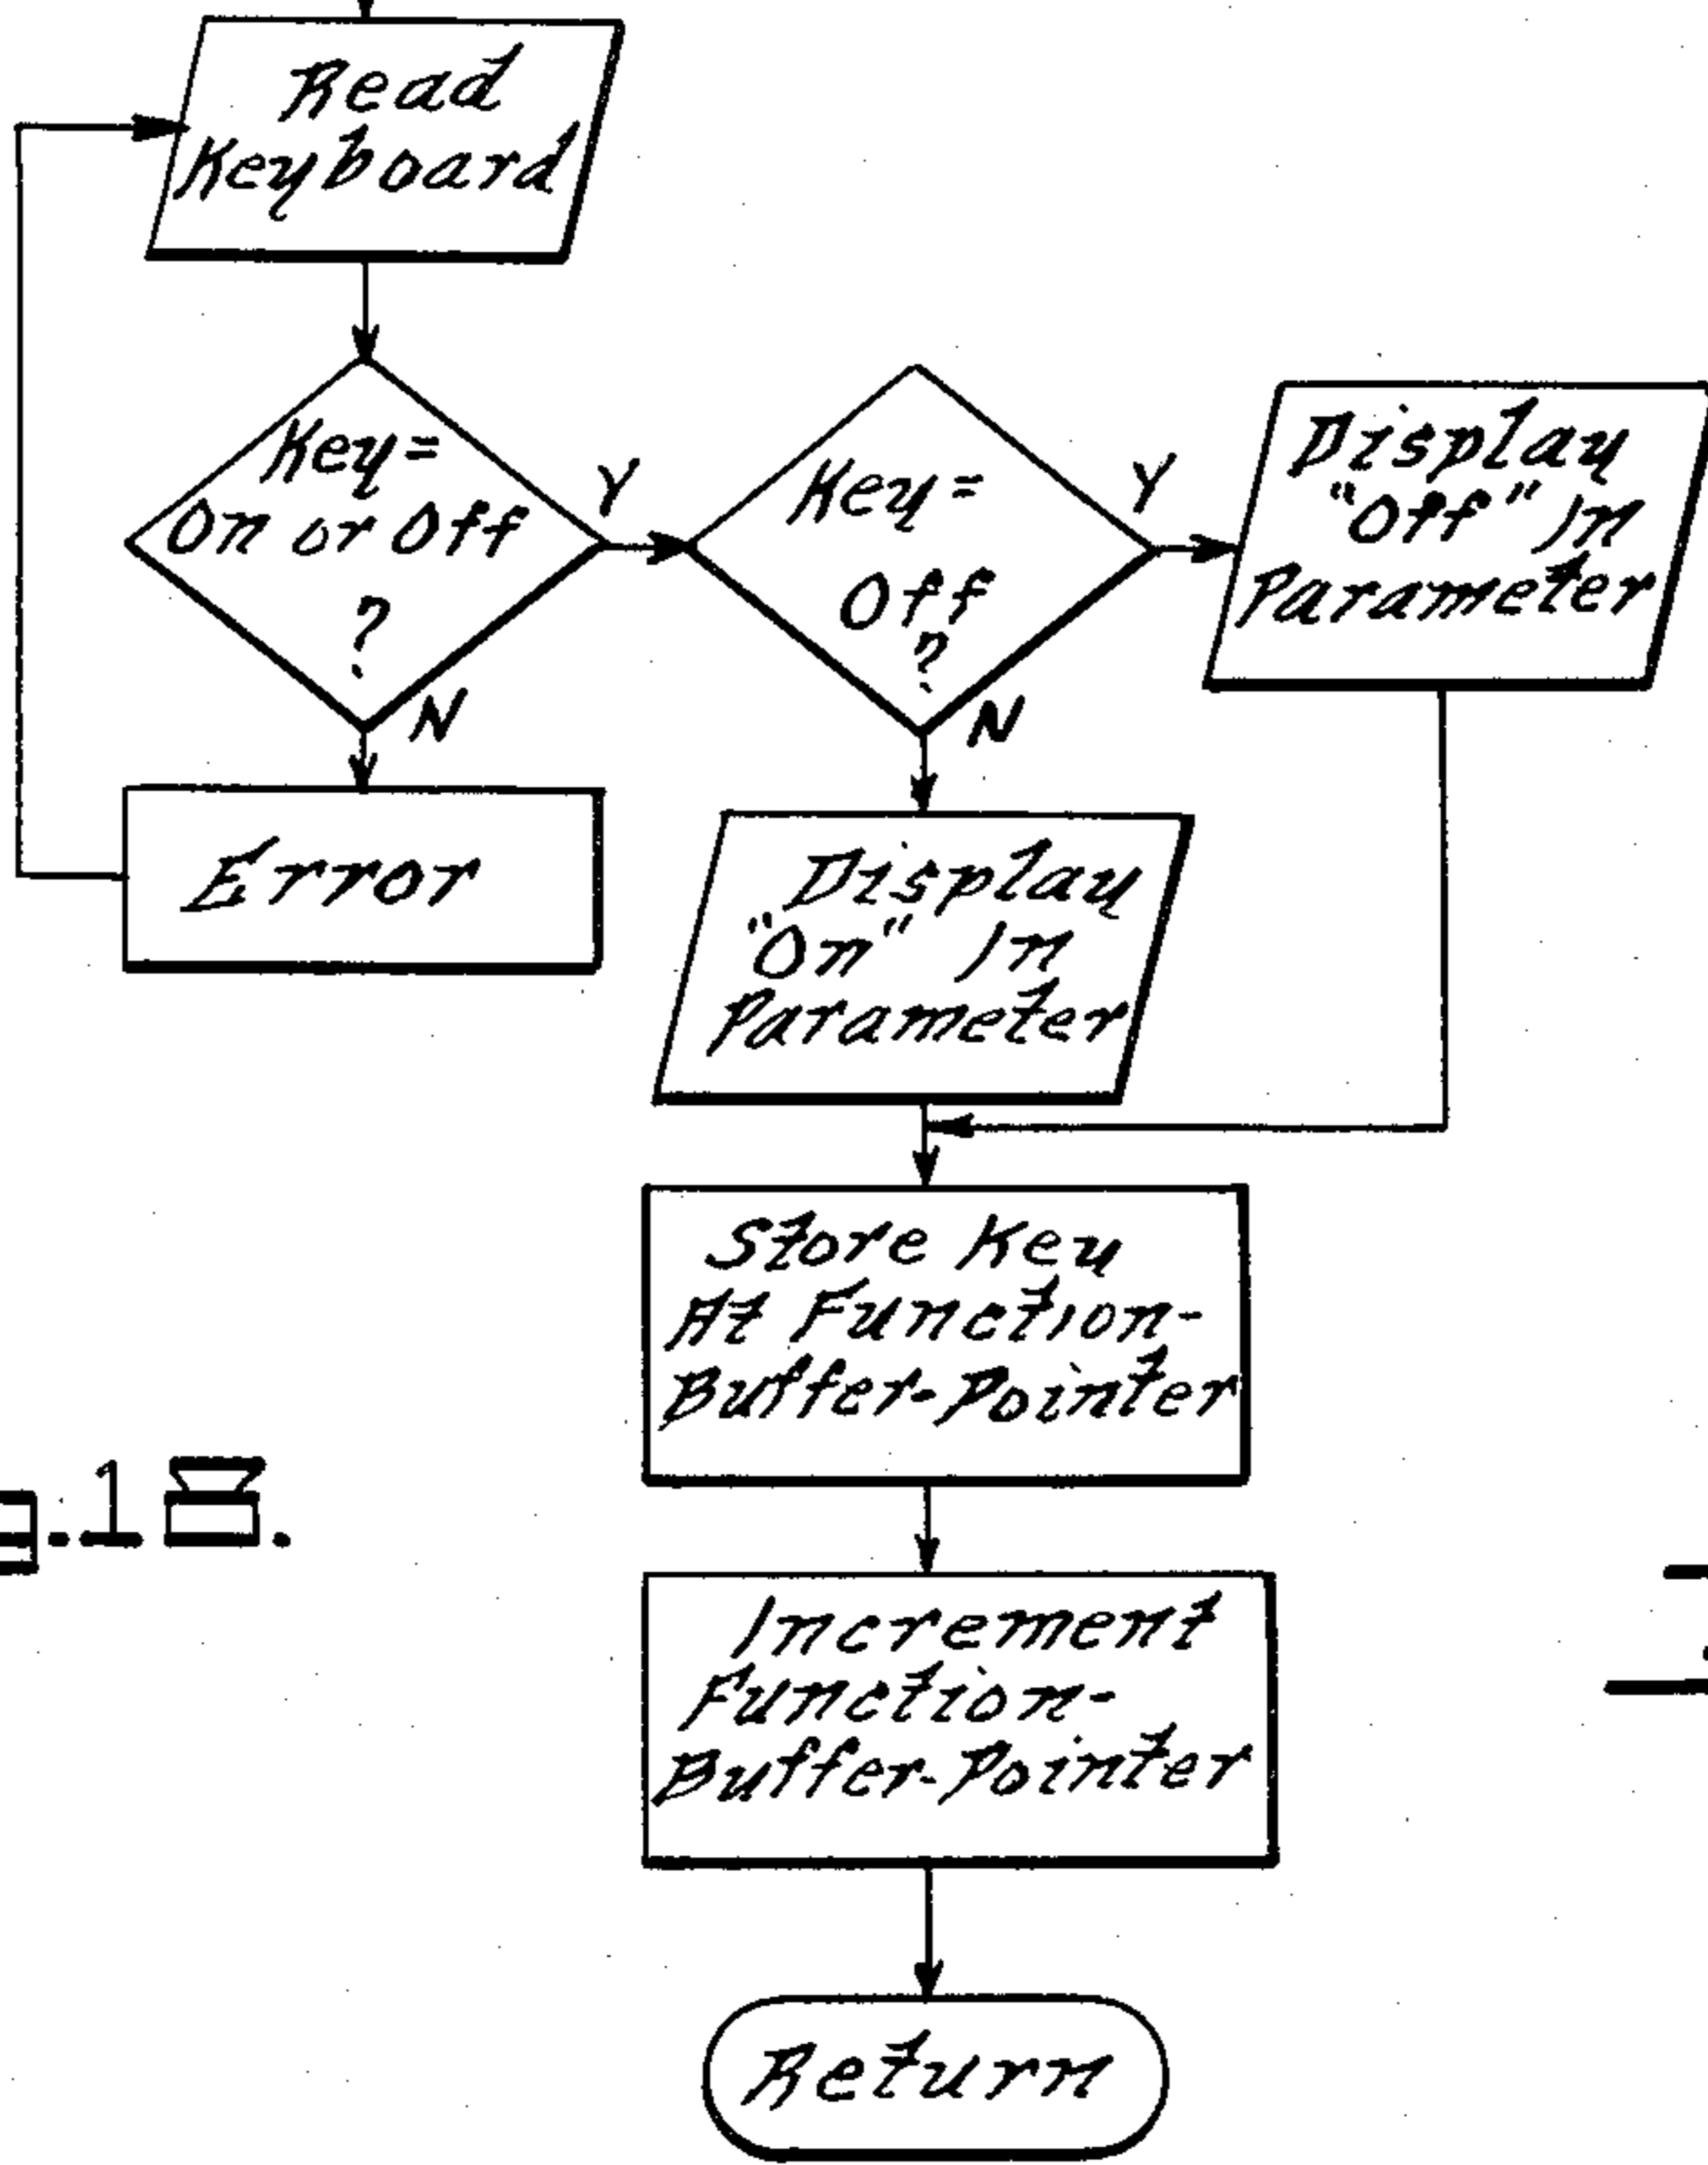 Read
Keyboard
Key=
On or Off
?
Y
N
Error
Key=
Off
?
Y
N
Display
"Off" In
Parameter
Display
"On" In
Parameter
Store Key
At Function-
Buffer-Pointer
Increment
Function-
Buffer-Pointer
Return
g.18.